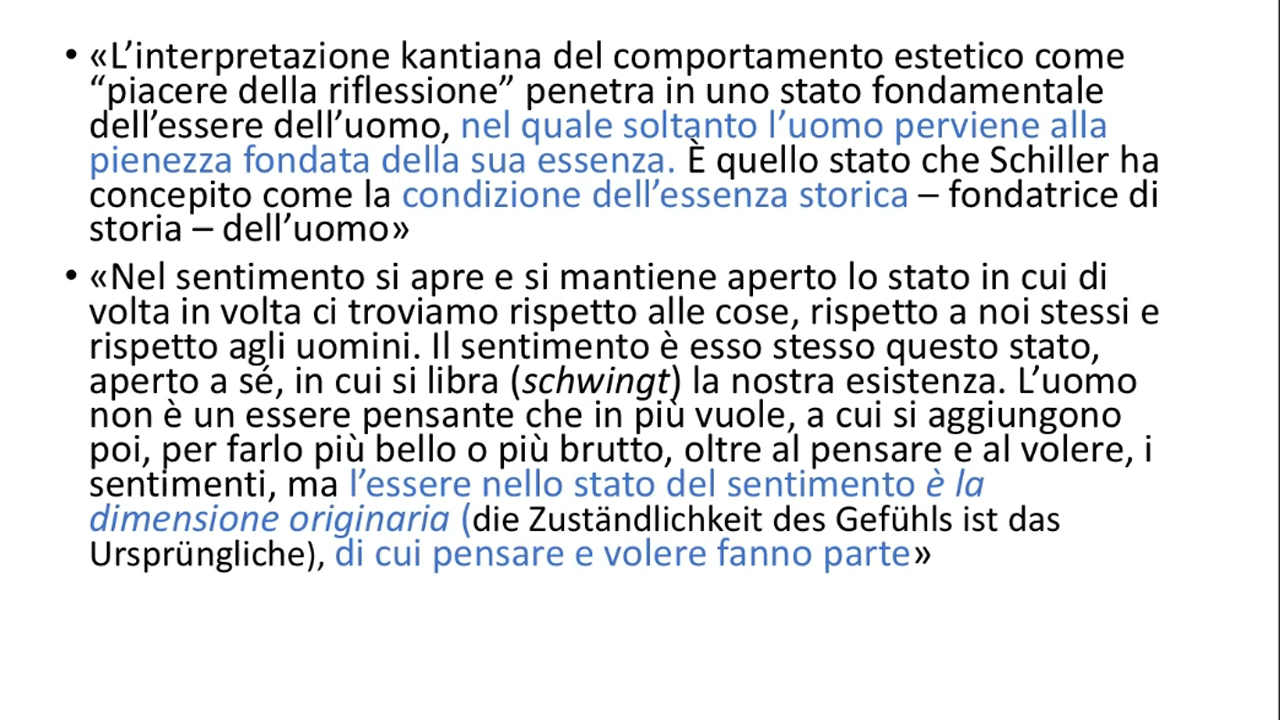 • «L’interpretazione kantiana del comportamento estetico come
“piacere della riflessione” penetra in uno stato fondamentale
dell’essere dell’uomo, nel quale soltanto l’uomo perviene alla
pienezza fondata della sua essenza. È quello stato che Schiller ha
concepito come la condizione dell’essenza storica – fondatrice di
storia – dell’uomo»
• «Nel sentimento si apre e si mantiene aperto lo stato in cui di
volta in volta ci troviamo rispetto alle cose, rispetto a noi stessi e
rispetto agli uomini. Il sentimento è esso stesso questo stato,
aperto a sé, in cui si libra (schwingt) la nostra esistenza. L’uomo
non è un essere pensante che in più vuole, a cui si aggiungono
poi, per farlo più bello o più brutto, oltre al pensare e al volere, i
sentimenti, ma l’essere nello stato del sentimento è la
dimensione originaria (die Zuständlichkeit des Gefühls ist das
Ursprüngliche), di cui pensare e volere fanno parte»